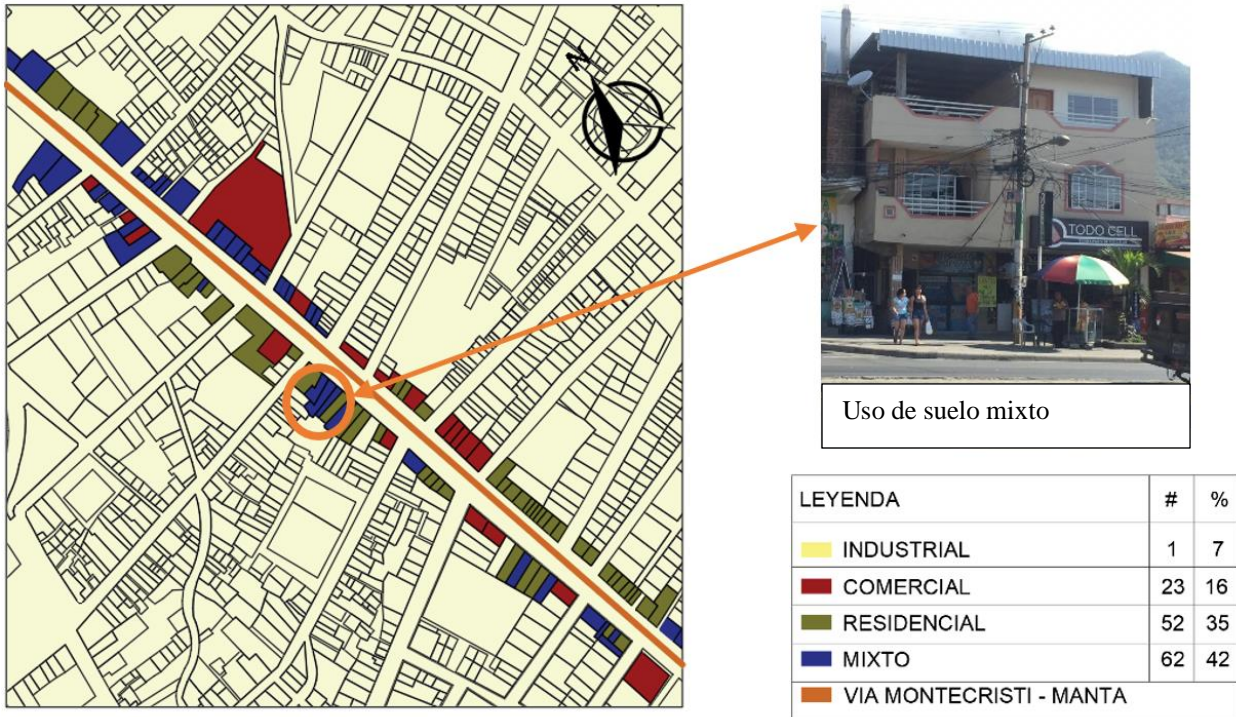 N
TODO CELL
Uso de suelo mixto
LEYENDA # %
INDUSTRIAL 1 7
COMERCIAL 23 16
RESIDENCIAL 52 35
MIXTO 62 42
VIA MONTECRISTI - MANTA